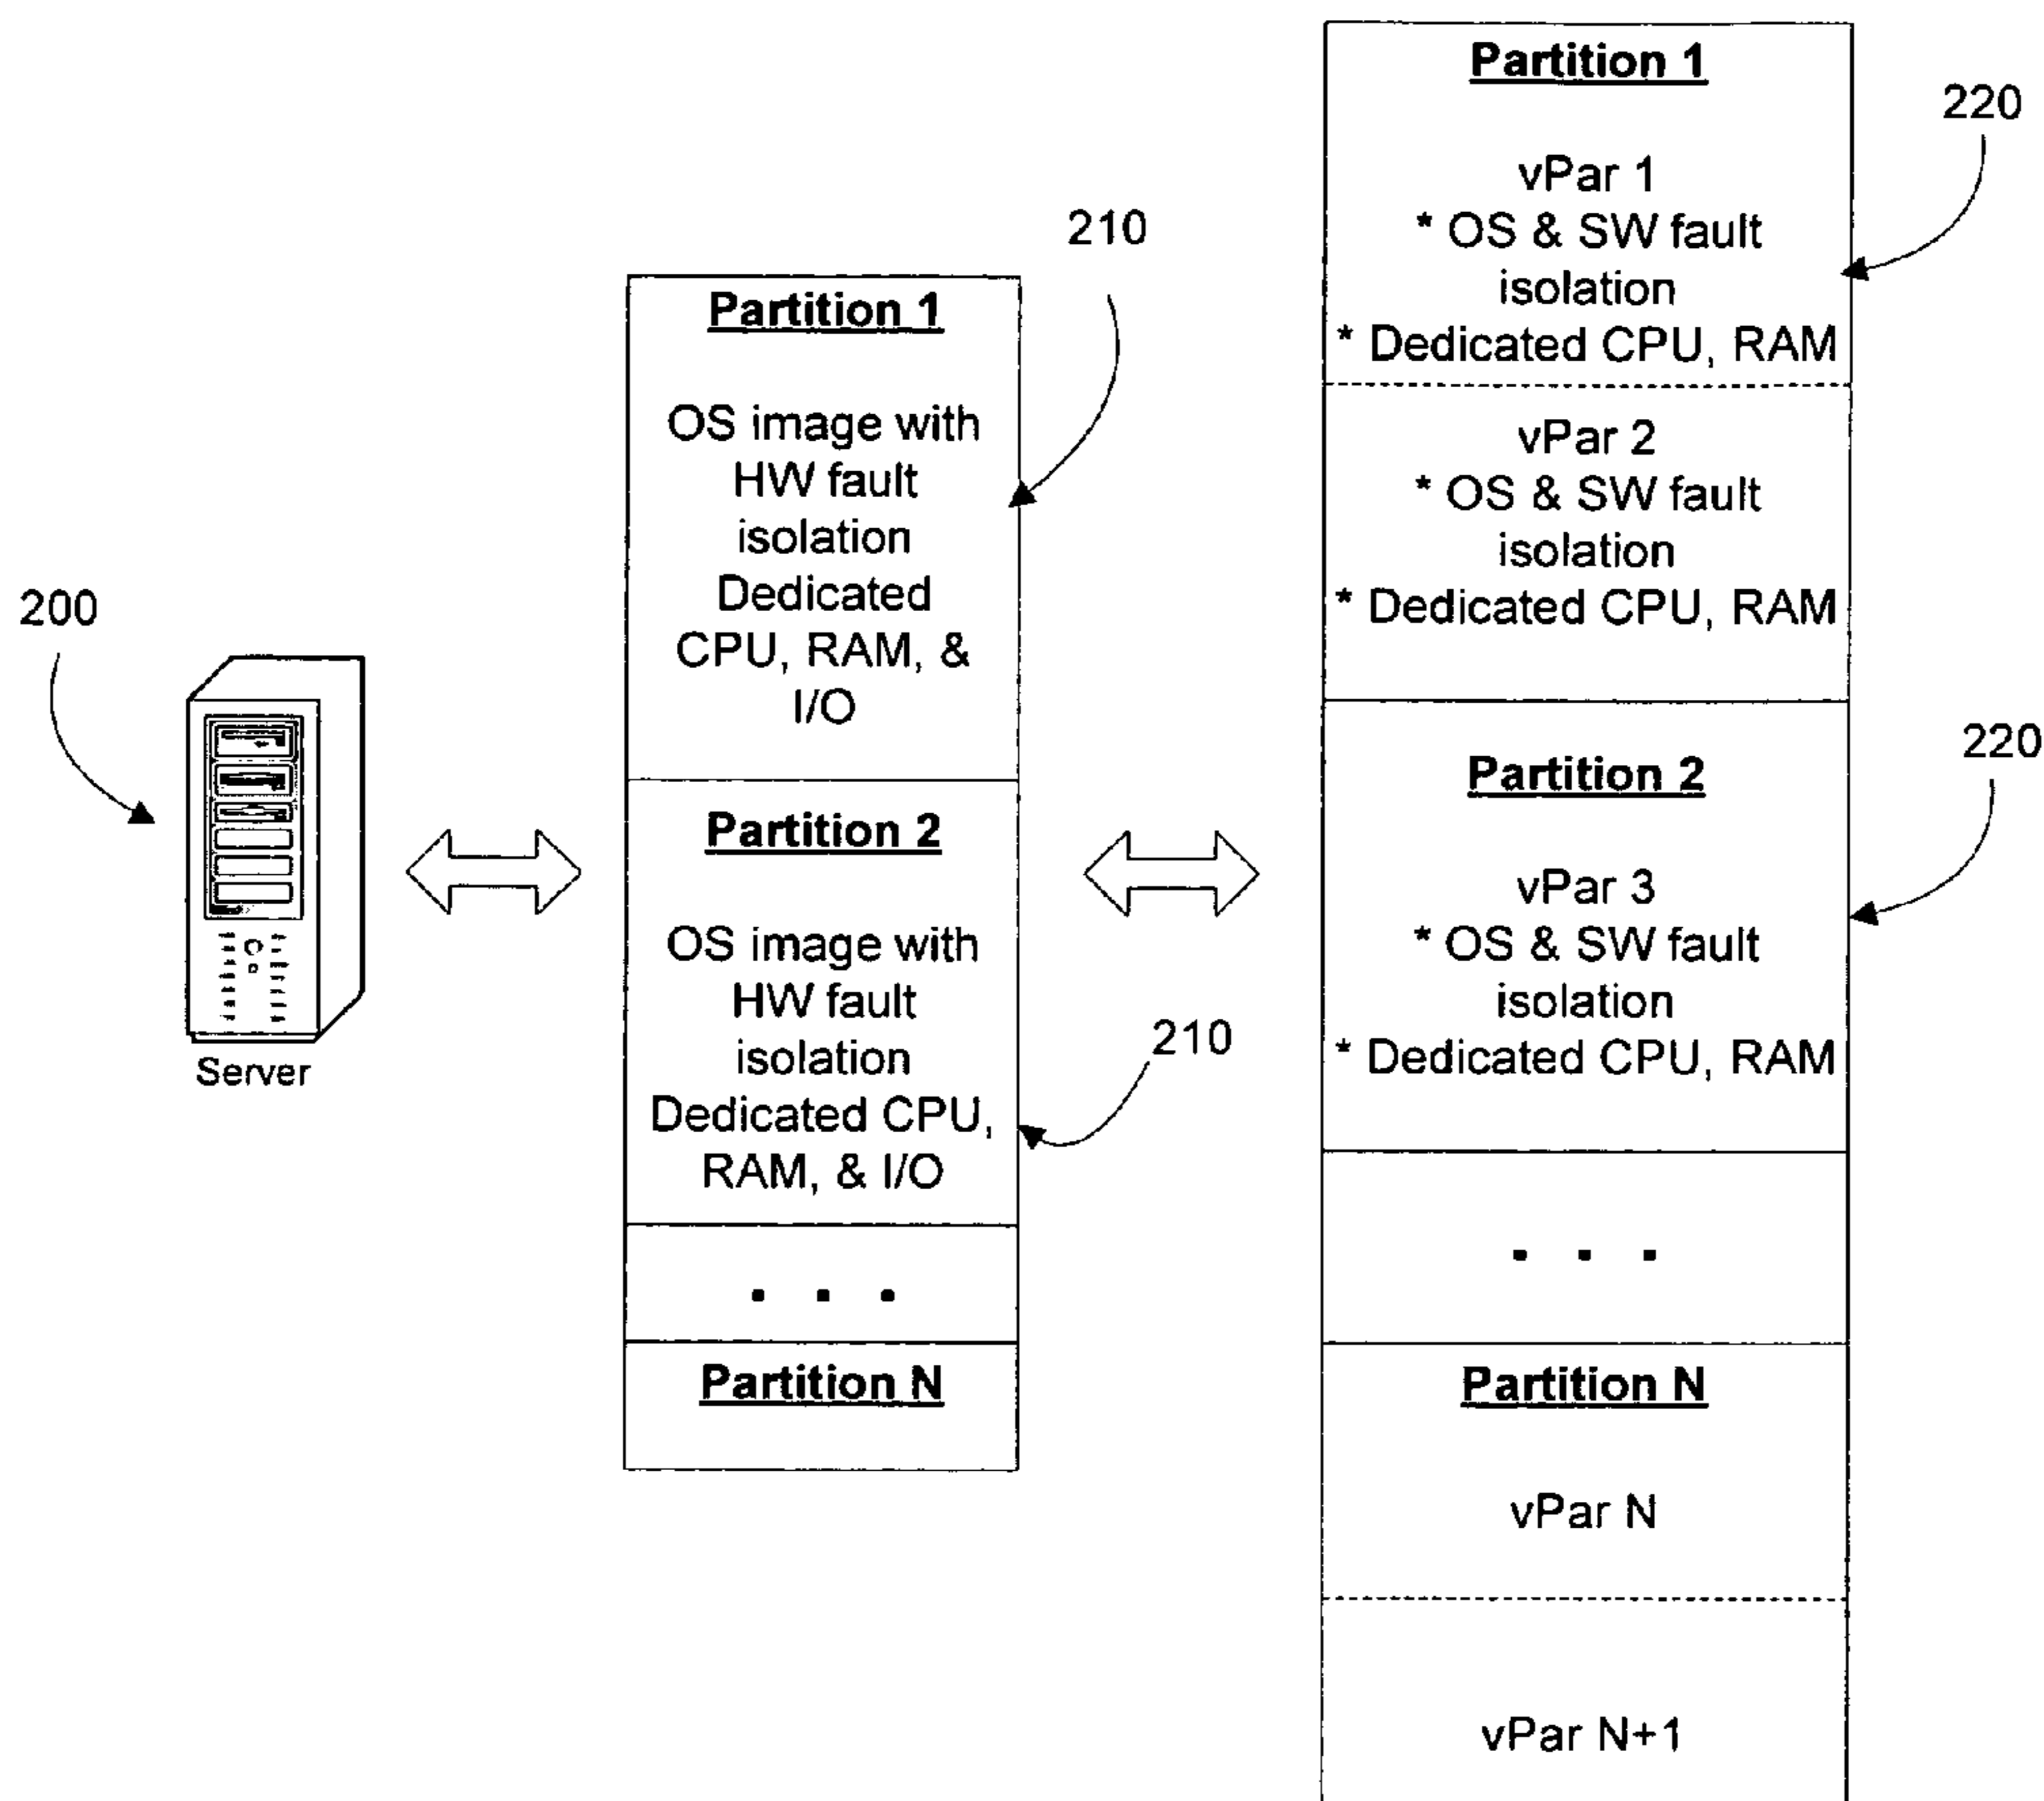 200
Server
210
Partition 1
OS image with
HW fault
isolation
Dedicated
CPU, RAM, &
I/O
Partition 2
OS image with
HW fault
isolation
Dedicated CPU,
RAM, & I/O
210
. . .
Partition N
220
Partition 1
vPar 1
* OS & SW fault
isolation
* Dedicated CPU, RAM
vPar 2
* OS & SW fault
isolation
* Dedicated CPU, RAM
220
Partition 2
vPar 3
* OS & SW fault
isolation
* Dedicated CPU, RAM
. . .
Partition N
vPar N
vPar N+1